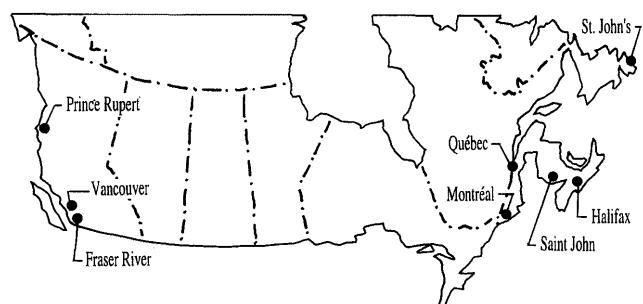 St. John's
Prince Rupert
Québec
Vancouver
Montréal
Halifax
Saint John
Fraser River